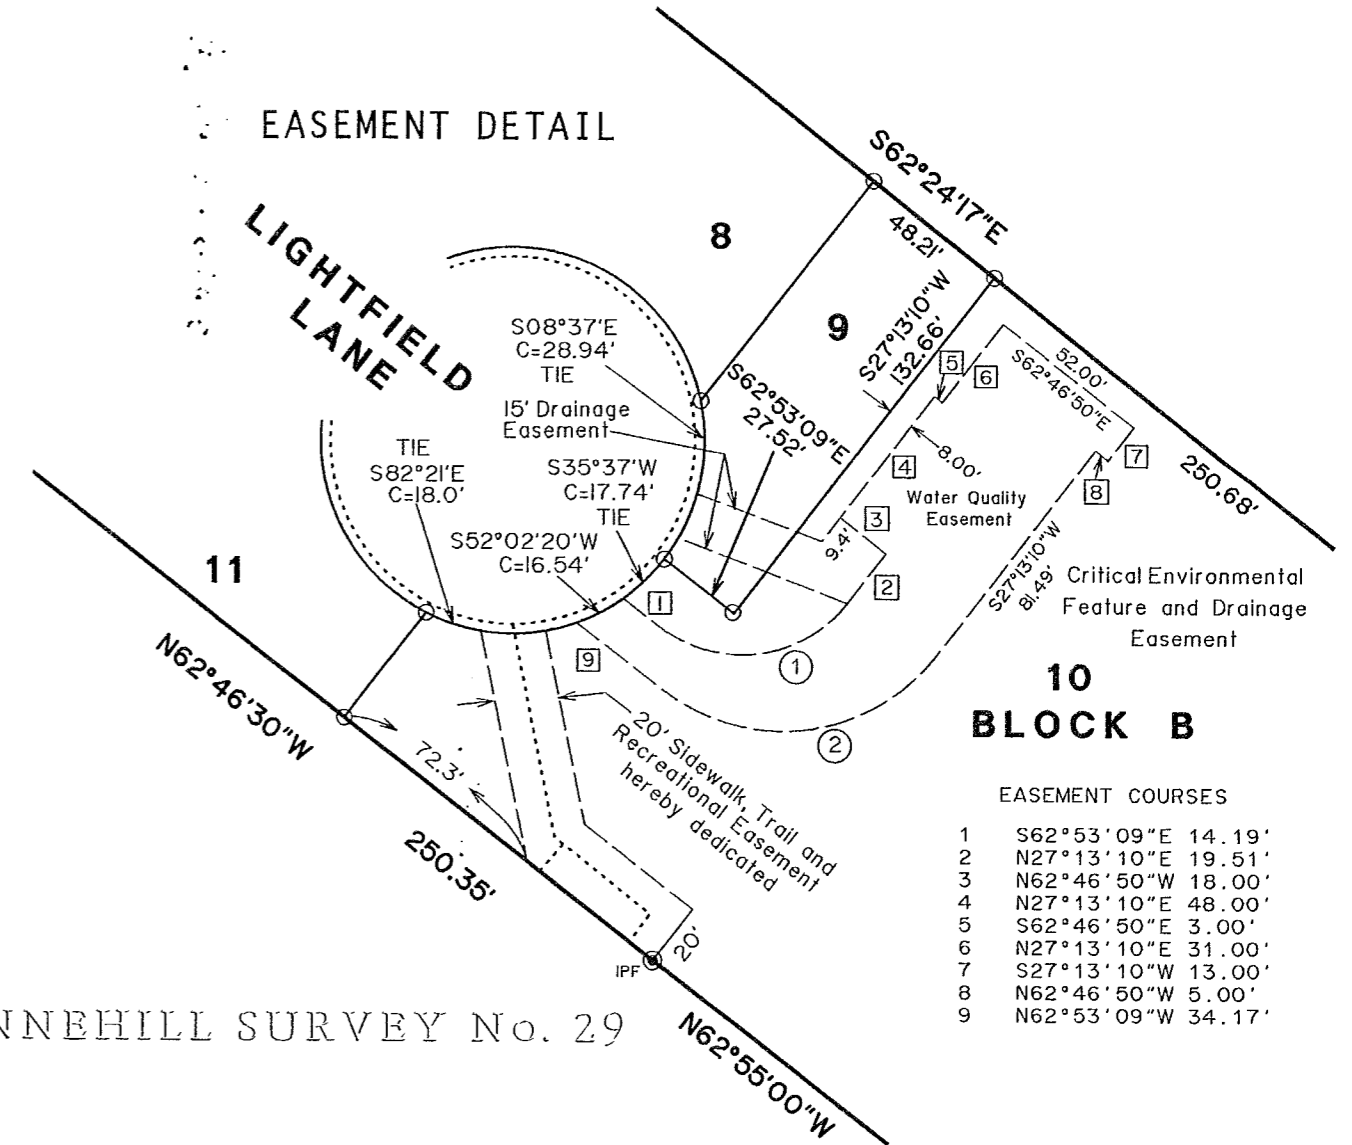 EASEMENT DETAIL
LIGHTFIELD
LANE
S62°24'17"E
48.21'
8
9
S27°13'10"W
132.66'
S62°53'09"E
27.52'
S08°37'E
C=28.94'
TIE
15' Drainage
Easement
TIE
S82°21'E
C=18.0'
S35°37'W
C=17.74'
TIE
S52°02'20"W
C=16.54'
5
6
52.00'
S62°46'50"E
7
8
250.68'
4
8.00'
Water Quality
Easement
3
9.4'
2
1
1
2
9
S27°13'10"W
81.49'
Critical Environmental
Feature and Drainage
Easement
10
BLOCK B
11
N62°46'30"W
72.3'
250.35'
20' Sidewalk, Trail and
Recreational Easement
hereby dedicated
20'
IPF
N62°55'00"W
NNEHILL SURVEY No. 29
EASEMENT COURSES
1 S62°53'09"E 14.19'
2 N27°13'10"E 19.51'
3 N62°46'50"W 18.00'
4 N27°13'10"E 48.00'
5 S62°46'50"E 3.00'
6 N27°13'10"E 31.00'
7 S27°13'10"W 13.00'
8 N62°46'50"W 5.00'
9 N62°53'09"W 34.17'